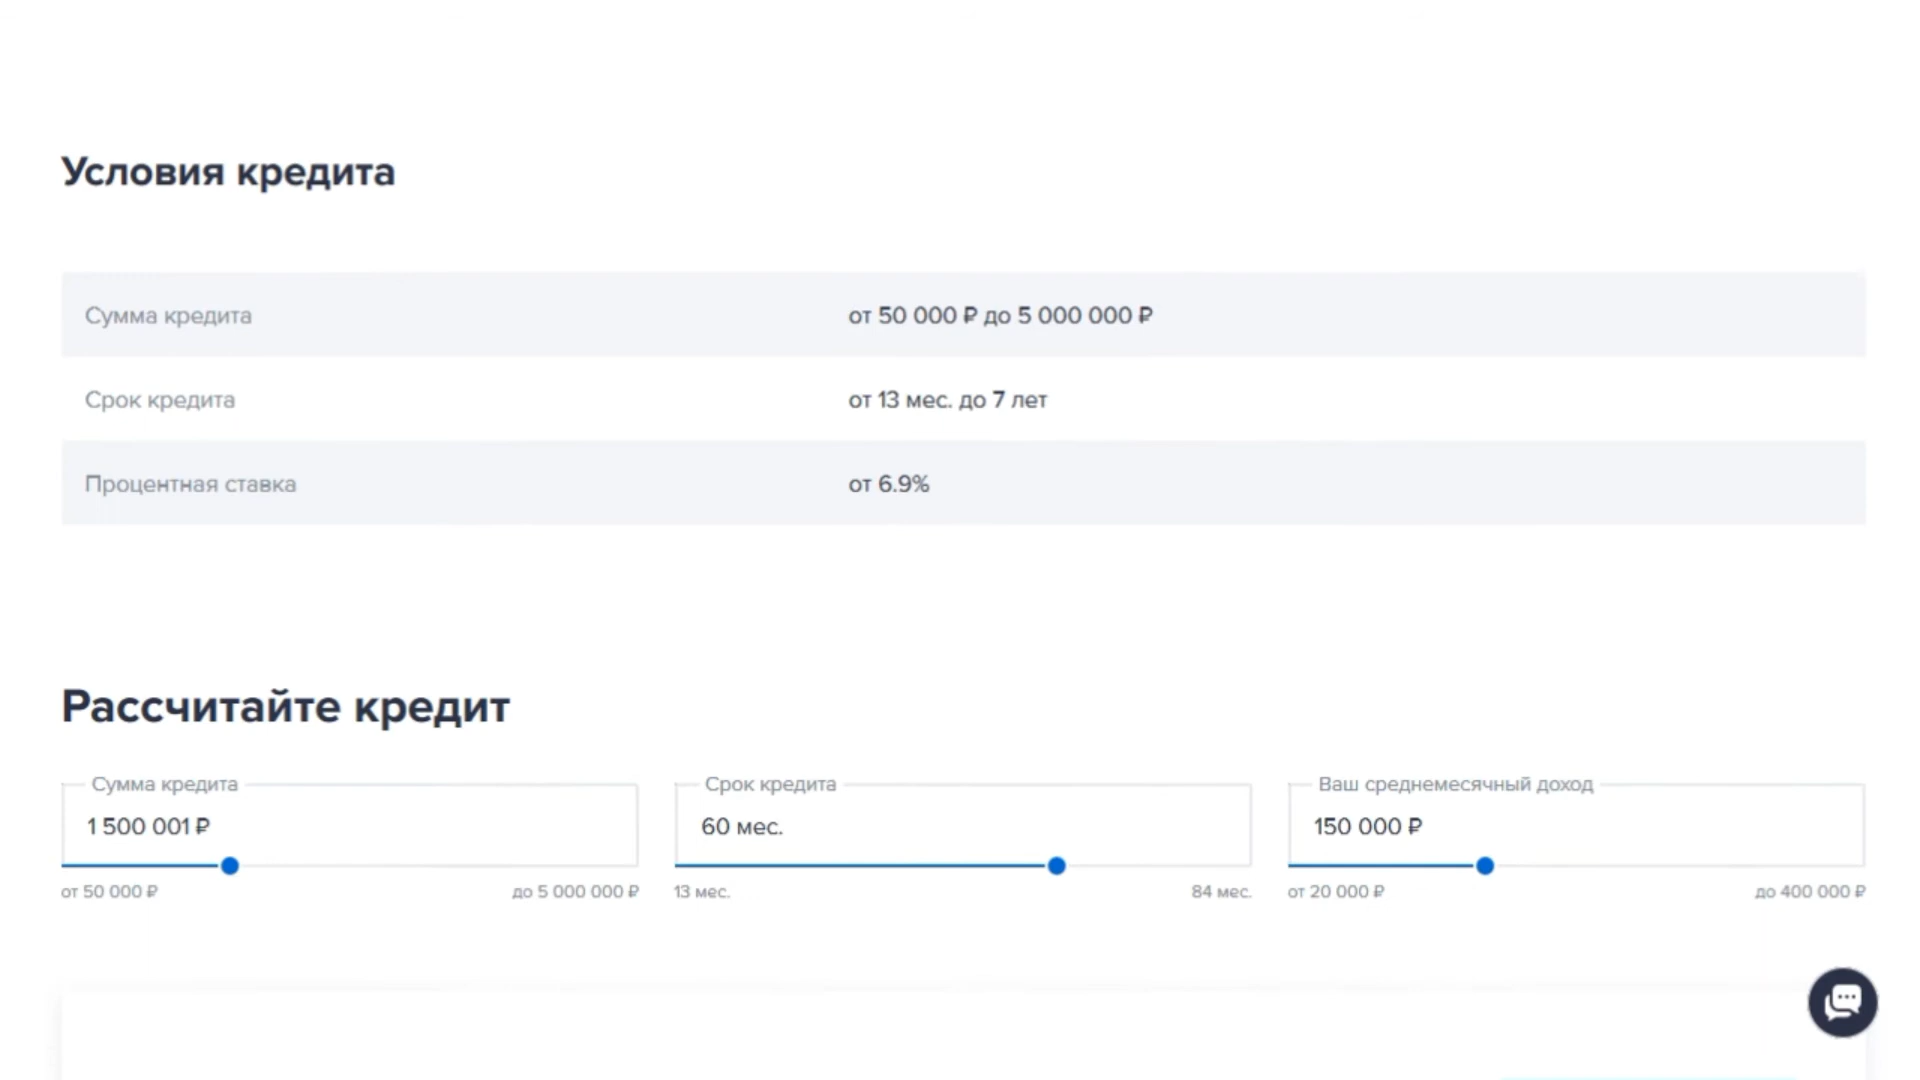 Условия кредита
Сумма кредита от 50 000 ₽ до 5 000 000 ₽
Срок кредита от 13 мес. до 7 лет
Процентная ставка от 6.9%
Рассчитайте кредит
Сумма кредита Срок кредита Ваш среднемесячный доход
1 500 001 ₽ 60 мес. 150 000 ₽
от 50 000 ₽ до 5 000 000 ₽ 13 мес. 84 мес. от 20 000 ₽ до 400 000 ₽